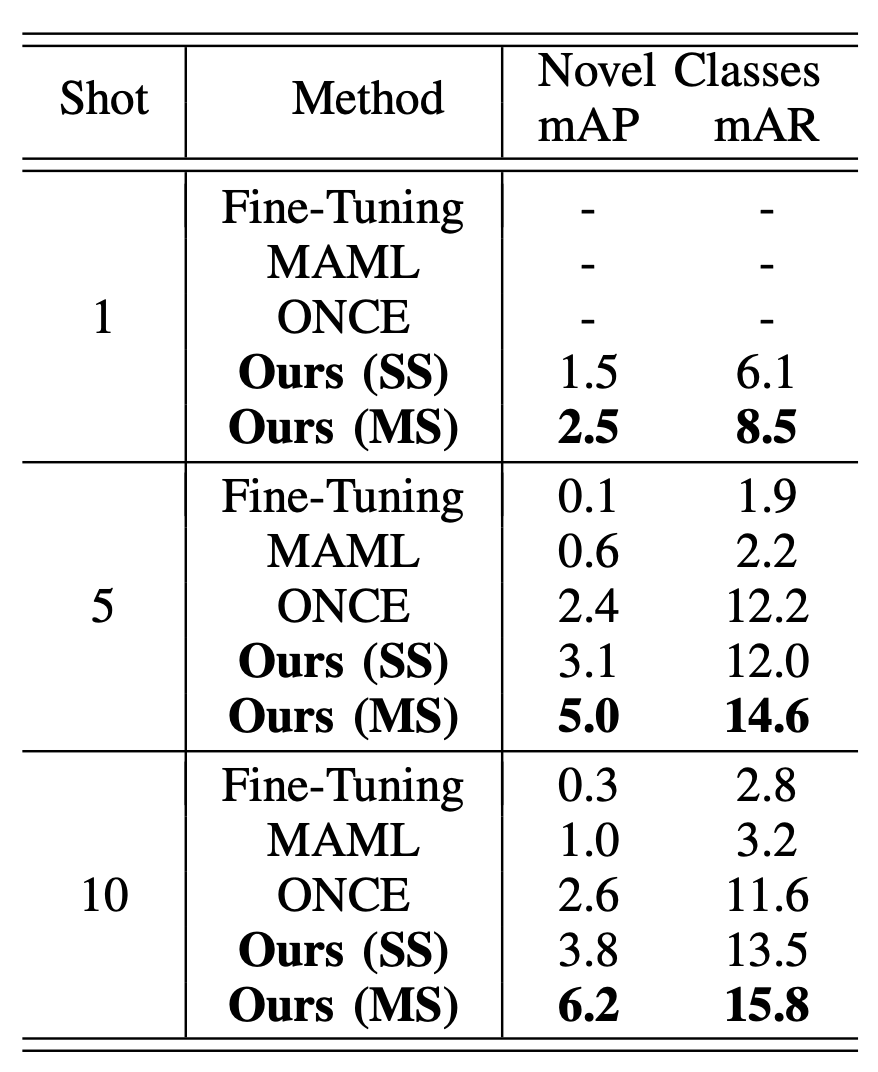 Shot Method Novel Classes
mAP mAR
1
Fine-Tuning - -
MAML - -
ONCE - -
Ours (SS) 1.5 6.1
Ours (MS) 2.5 8.5
5
Fine-Tuning 0.1 1.9
MAML 0.6 2.2
ONCE 2.4 12.2
Ours (SS) 3.1 12.0
Ours (MS) 5.0 14.6
10
Fine-Tuning 0.3 2.8
MAML 1.0 3.2
ONCE 2.6 11.6
Ours (SS) 3.8 13.5
Ours (MS) 6.2 15.8